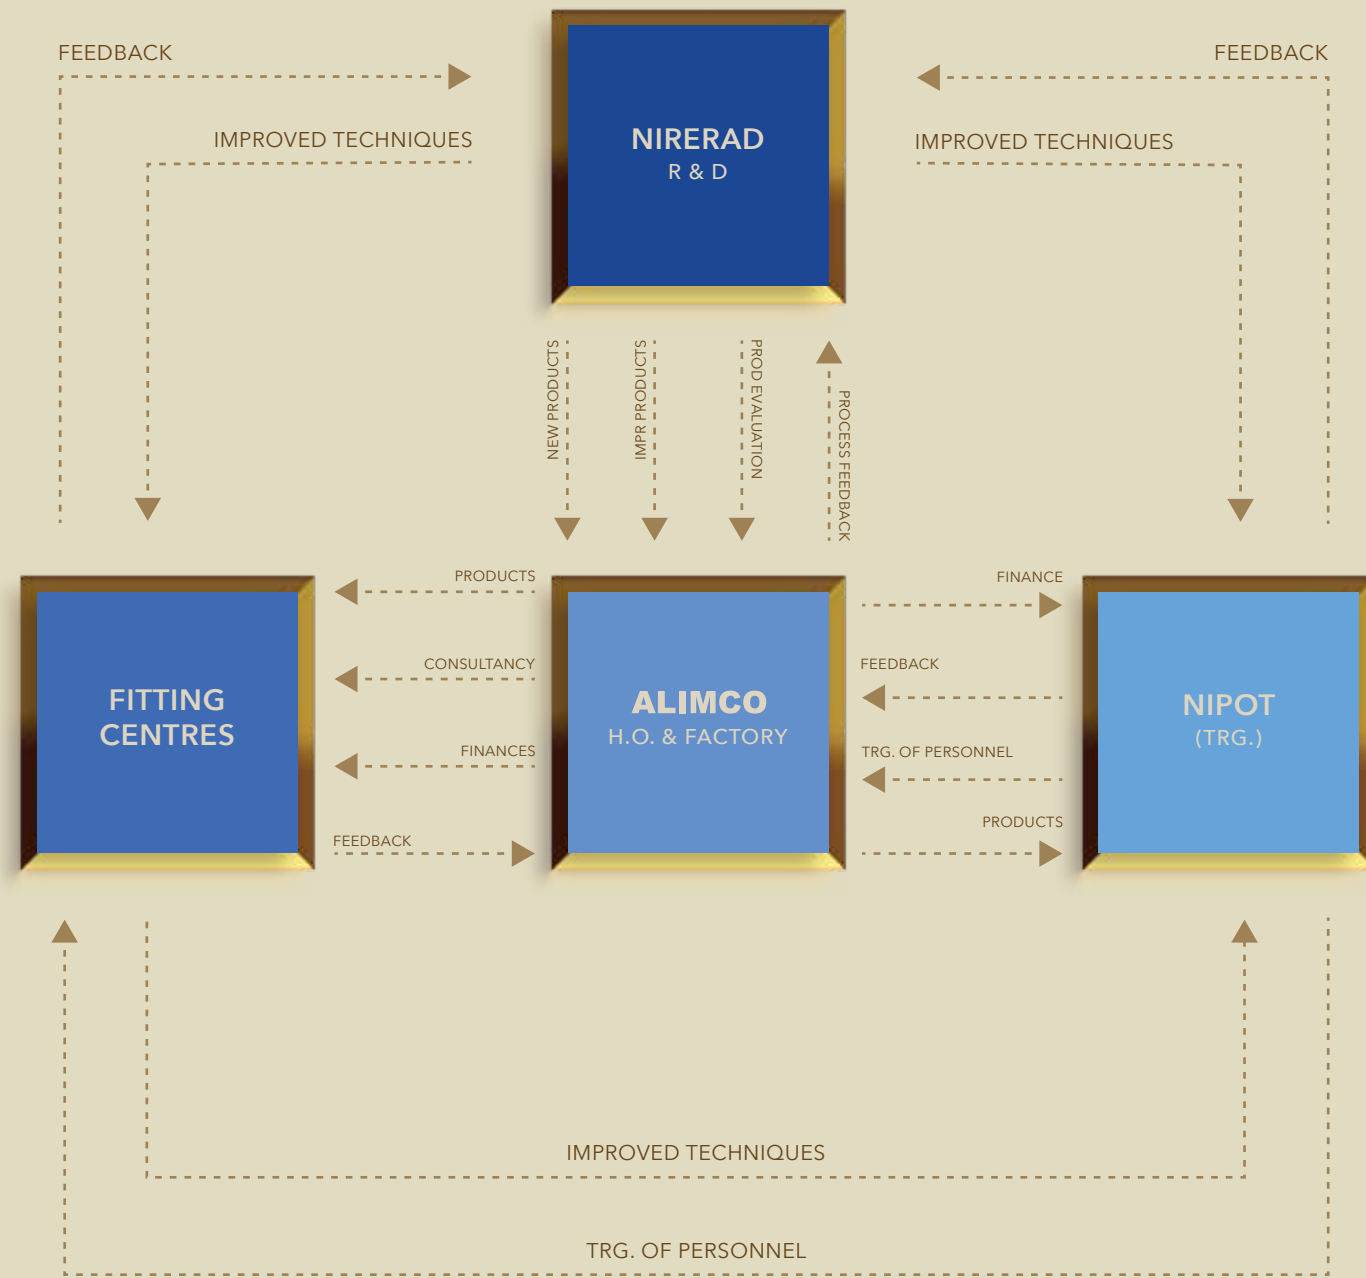 FEEDBACK
FEEDBACK
IMPROVED TECHNIQUES
IMPROVED TECHNIQUES
NIRERAD
R & D
NEW PRODUCTS
IMPR PRODUCTS
PROD EVALUATION
PROCESS FEEDBACK
PRODUCTS
FINANCE
CONSULTANCY
FEEDBACK
FITTING
CENTRES
ALIMCO
H.O. & FACTORY
NIPOT
(TRG.)
FINANCES
TRG. OF PERSONNEL
FEEDBACK
PRODUCTS
IMPROVED TECHNIQUES
TRG. OF PERSONNEL